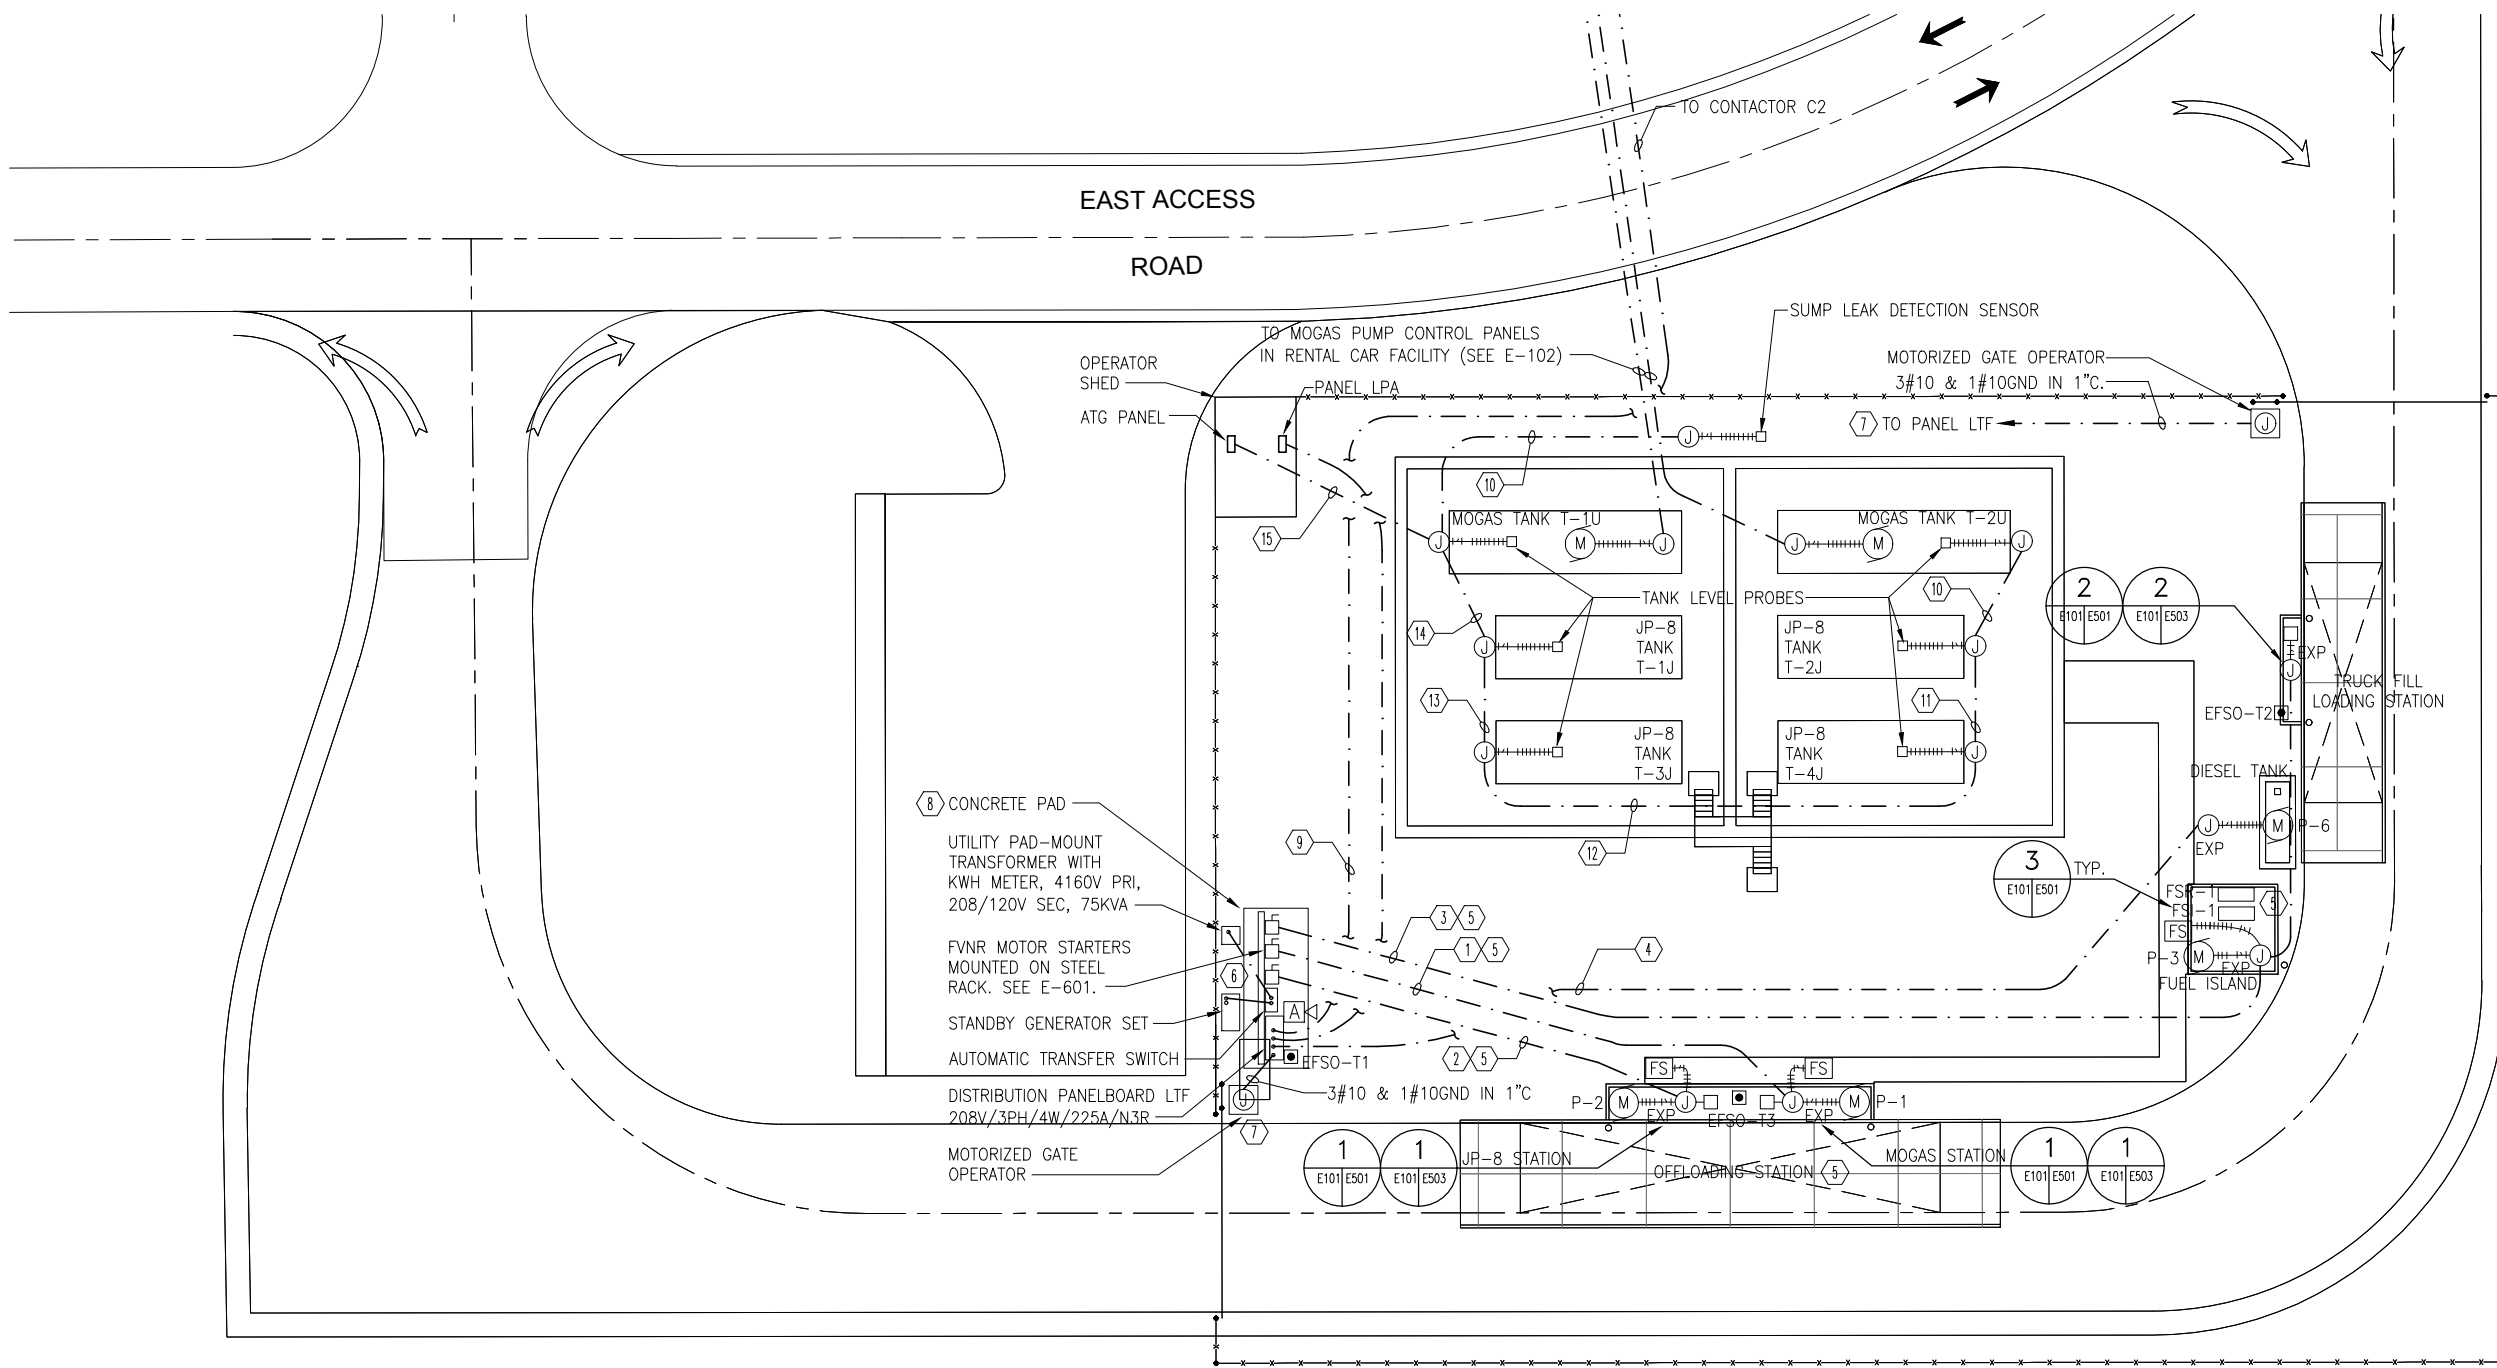 TO CONTACTOR C2
EAST ACCESS
ROAD
SUMP LEAK DETECTION SENSOR
TO MOGAS PUMP CONTROL PANELS
IN RENTAL CAR FACILITY (SEE E-102)
MOTORIZED GATE OPERATOR
3#10 & 1#10GND IN 1"C.
OPERATOR
SHED
PANEL LPA
ATG PANEL
7
TO PANEL LTF
J
J
10
15
MOGAS TANK T-1U
MOGAS TANK T-2U
J
M
J
J
M
J
TANK LEVEL PROBES
10
2
E101
E501
2
E101
E503
14
J
JP-8
TANK
T-1J
JP-8
TANK
T-2J
J
EXP
J
TRUCK FILL
LOADING STATION
13
11
EFSO-T2
J
JP-8
TANK
T-3J
JP-8
TANK
T-4J
J
DIESEL TANK
8
CONCRETE PAD
J
M
P-6
EXP
9
12
UTILITY PAD-MOUNT
TRANSFORMER WITH
KWH METER, 4160V PRI,
208/120V SEC, 75KVA
3
E101
E501
TYP.
FSR-1
FSI-1
5
FS
3
5
1
5
4
FVNR MOTOR STARTERS
MOUNTED ON STEEL
RACK. SEE E-601.
6
P-3
M
J
EXP
FUEL ISLAND
STANDBY GENERATOR SET
A
AUTOMATIC TRANSFER SWITCH
EFSO-T1
2
5
FS
FS
DISTRIBUTION PANELBOARD LTF
208V/3PH/4W/225A/N3R
3#10 & 1#10GND IN 1"C
J
7
P-2
M
J
J
M
P-1
EXP
EFSO-T3
EXP
MOTORIZED GATE
OPERATOR
1
E101
E501
1
E101
E503
JP-8 STATION
OFFLOADING STATION
5
MOGAS STATION
1
E101
E501
1
E101
E503